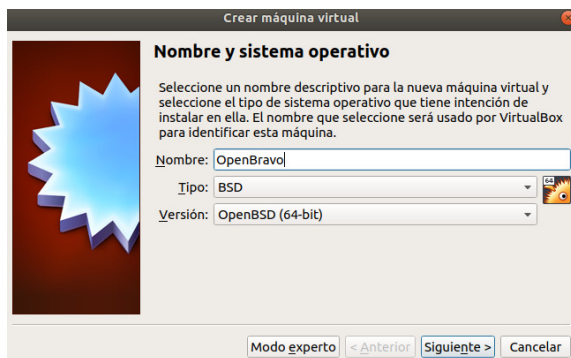 Crear máquina virtual
Nombre y sistema operativo
Seleccione un nombre descriptivo para la nueva máquina virtual y
seleccione el tipo de sistema operativo que tiene intención de
instalar en ella. El nombre que seleccione será usado por VirtualBox
para identificar esta máquina.
Nombre: OpenBravo
Tipo: BSD
64
Versión: OpenBSD (64-bit)
Modo experto < Anterior Siguiente > Cancelar